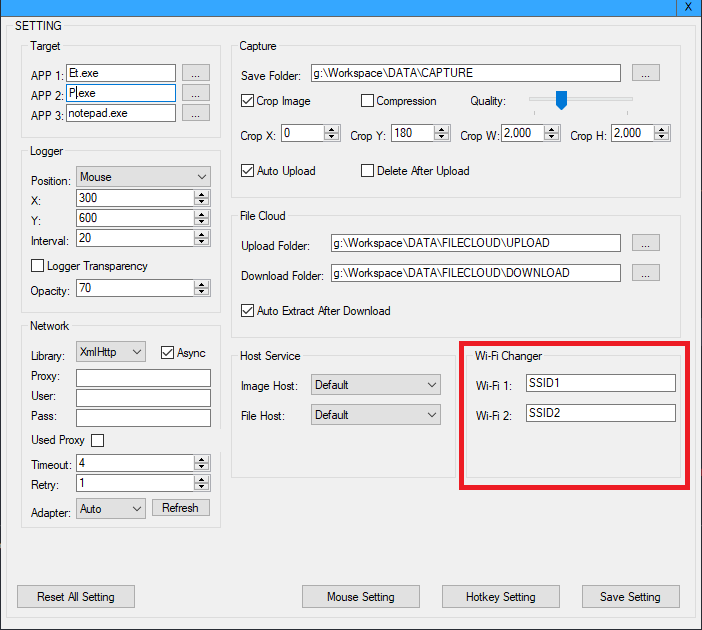 X
SETTING
Target
APP 1: Et.exe ...
APP 2: P.exe ...
APP 3: notepad.exe ...
Logger
Position: Mouse
X: 300
Y: 600
Interval: 20
Logger Transparency
Opacity: 70
Network
Library: XmlHttp Async
Proxy:
User:
Pass:
Used Proxy
Timeout: 4
Retry: 1
Adapter: Auto Refresh
Capture
Save Folder: g:\Workspace\DATA\CAPTURE ...
Crop Image Compression Quality:
Crop X: 0 Crop Y: 180 Crop W: 2,000 Crop H: 2,000
Auto Upload Delete After Upload
File Cloud
Upload Folder: g:\Workspace\DATA\FILECLOUD\UPLOAD ...
Download Folder: g:\Workspace\DATA\FILECLOUD\DOWNLOAD ...
Auto Extract After Download
Host Service
Image Host: Default
File Host: Default
Wi-Fi Changer
Wi-Fi 1: SSID1
Wi-Fi 2: SSID2
Reset All Setting Mouse Setting Hotkey Setting Save Setting